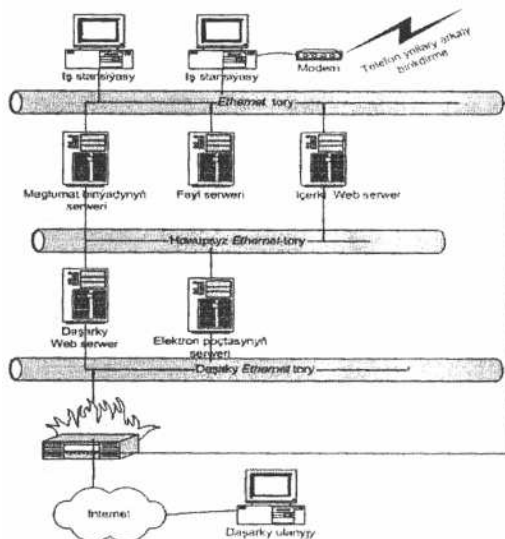 Iş stansiýasy
Iş stansiýasy
Modem
Telefon ýollary arkaly
birikdirme
Ethernet tory
Maglumat binýadynyň
serweri
Faýl serweri
Içerki Web serwer
Howupsyz Ethernet tory
Daşarky
Web serwer
Elektron poçtasynyň
serweri
Daşarky Ethernet tory
Internet
Daşarky ulanyjy